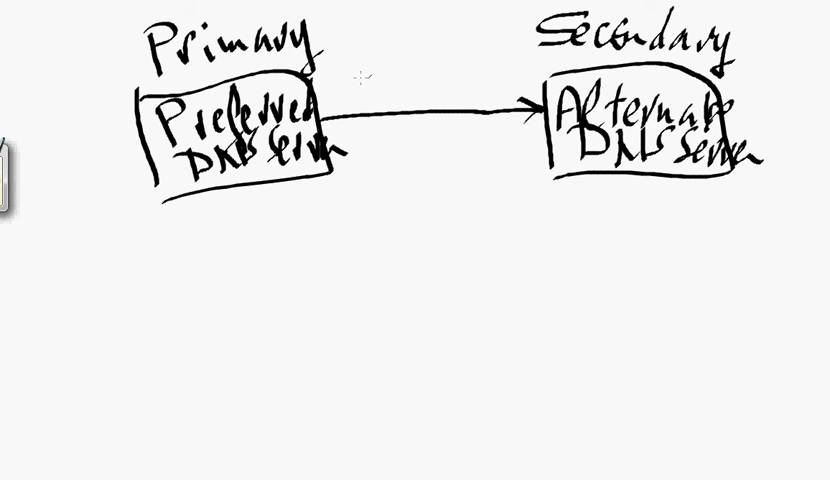 Primary
Preferred
DNS Server
Secondary
Alternate
DNS Server